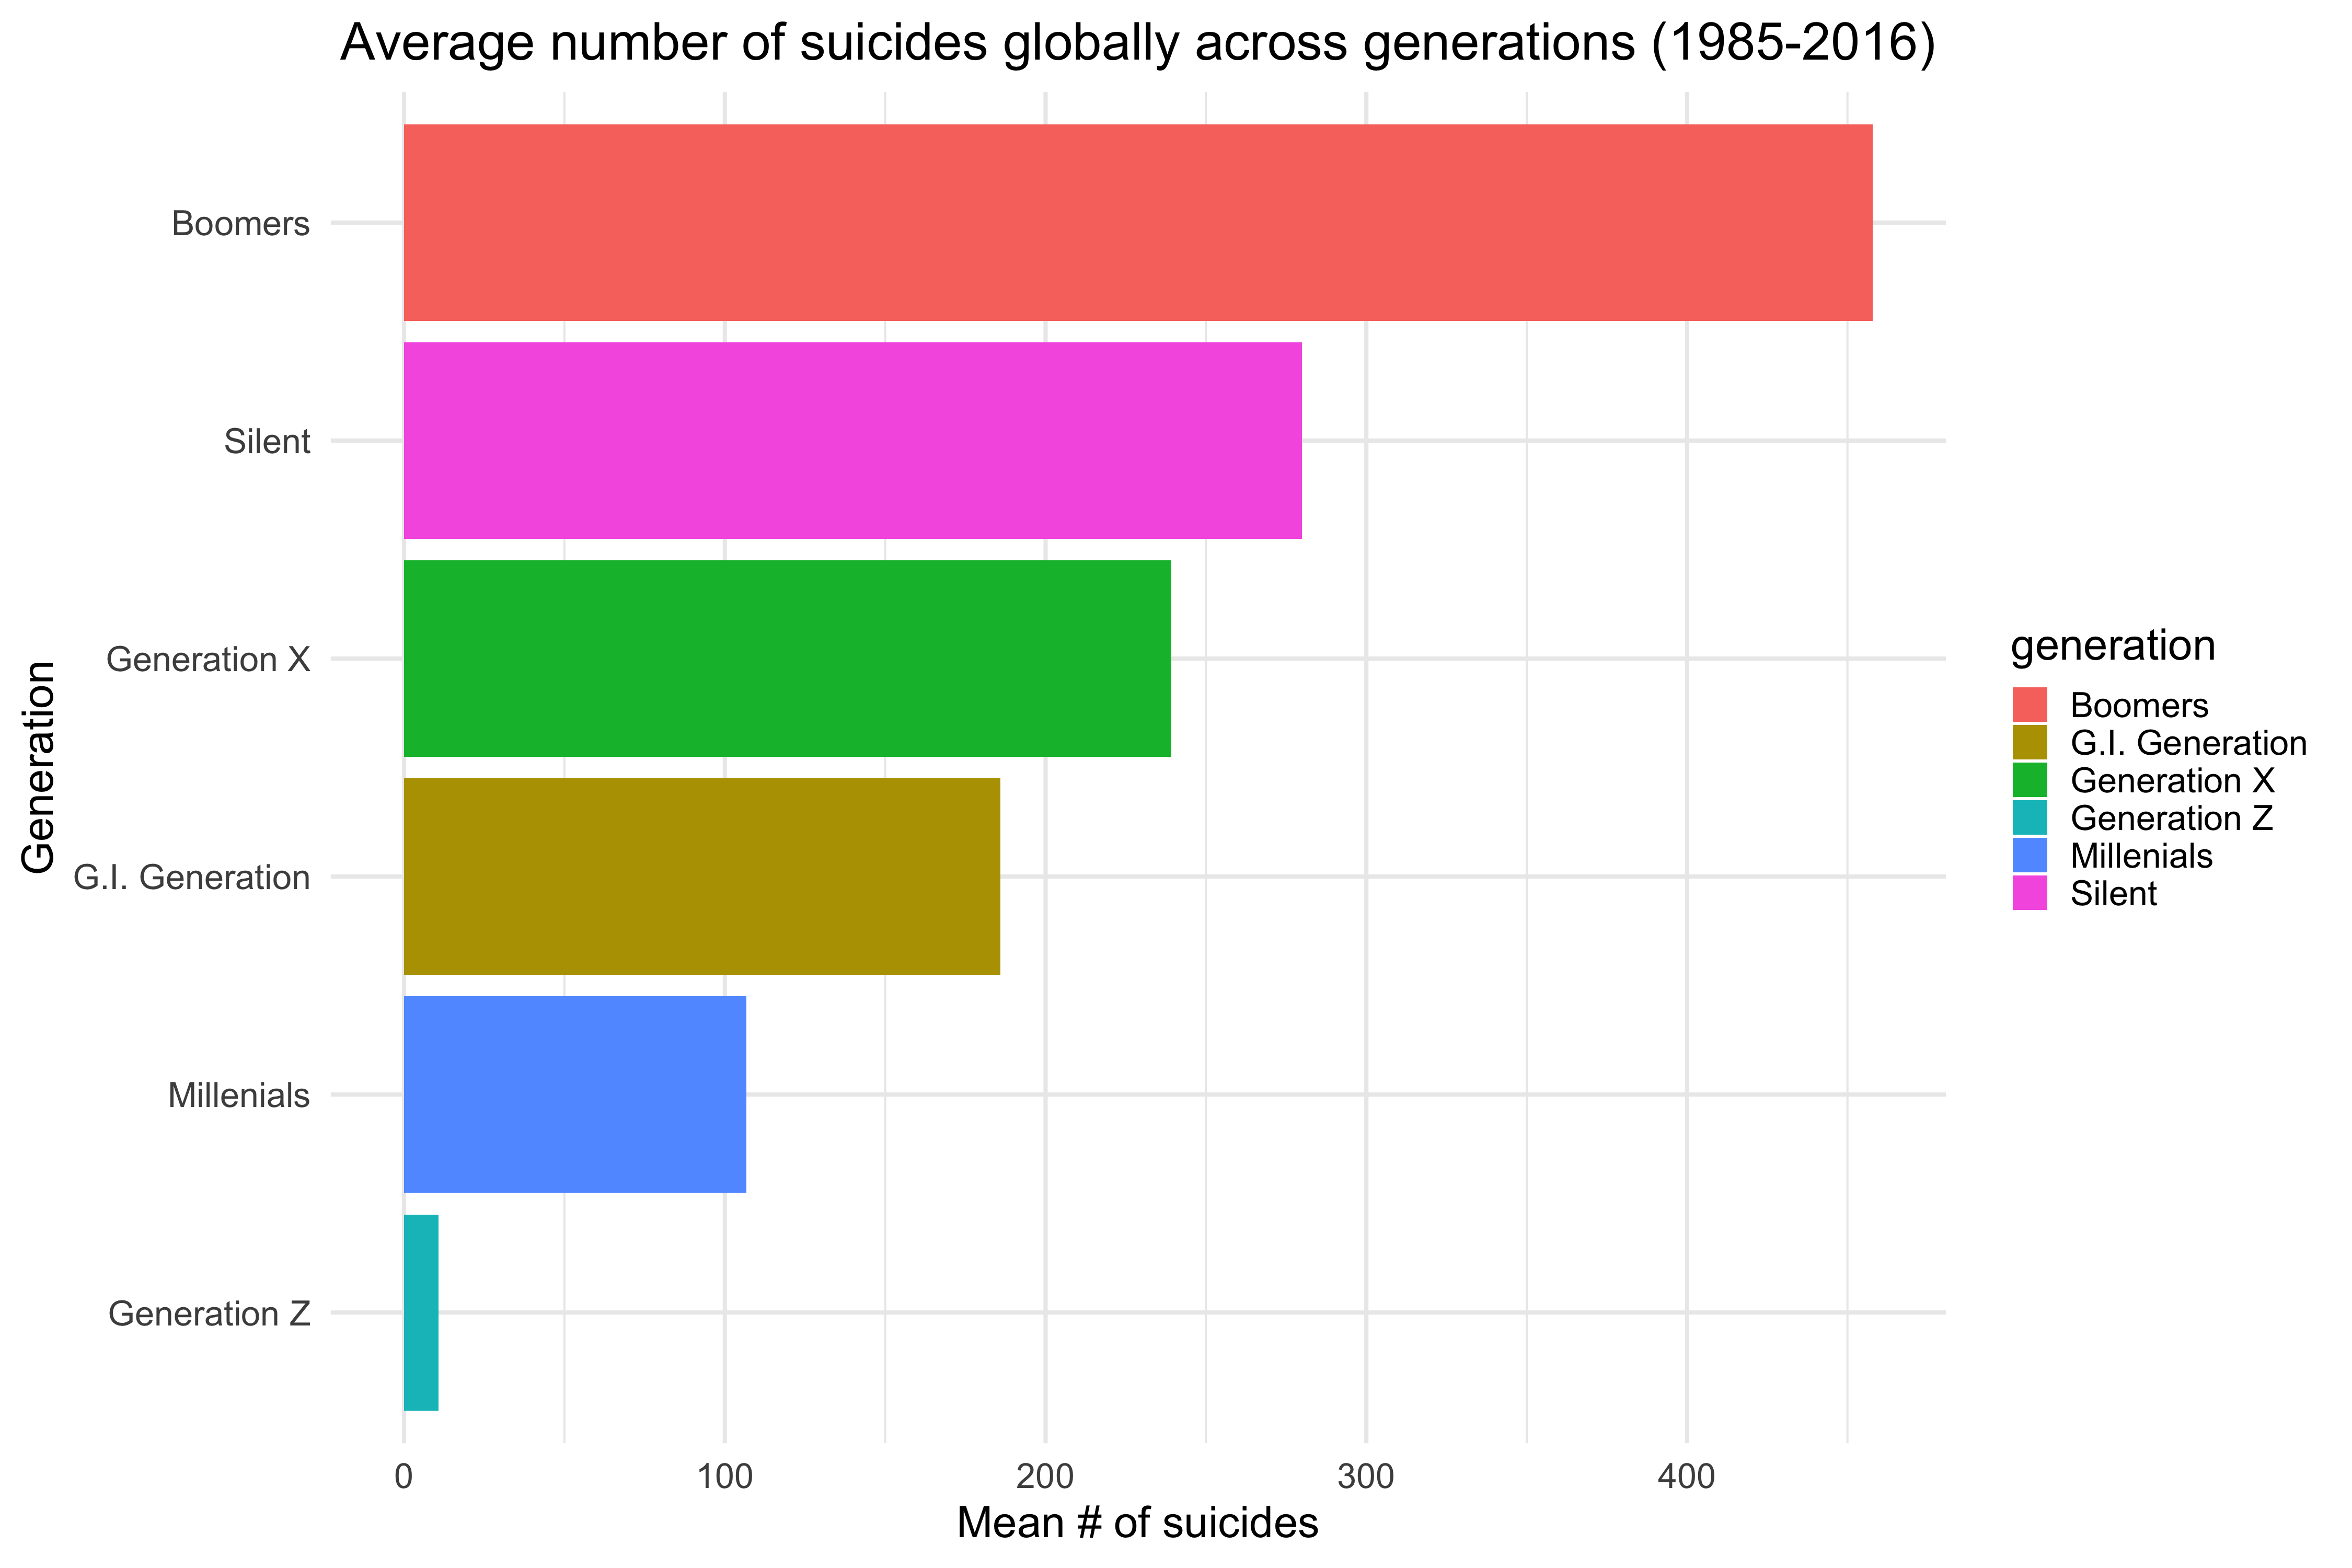 Average number of suicides globally across generations (1985-2016)
Generation
Boomers
Silent
Generation X
G.I. Generation
Millenials
Generation Z
0 100 200 300 400
Mean # of suicides
generation
Boomers
G.I. Generation
Generation X
Generation Z
Millenials
Silent